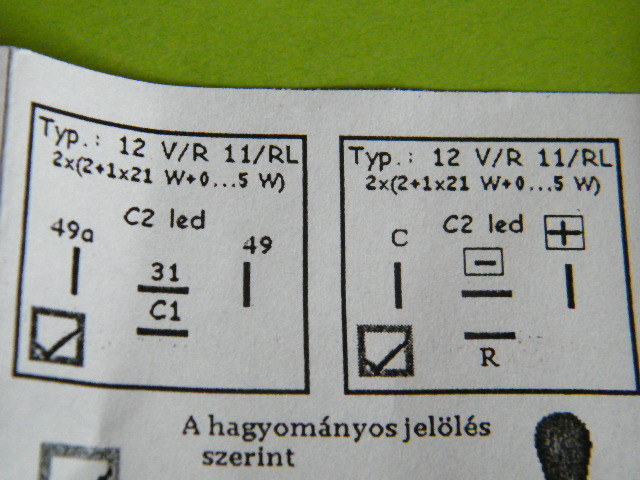 Typ.: 12 V/R 11/RL
2x(2+1x21 W+0...5 W)
C2 led
49a
49
31
C1
Typ.: 12 V/R 11/RL
2x(2+1x21 W+0...5 W)
C2 led
C
+
-
R
A hagyományos jelölés
szerint